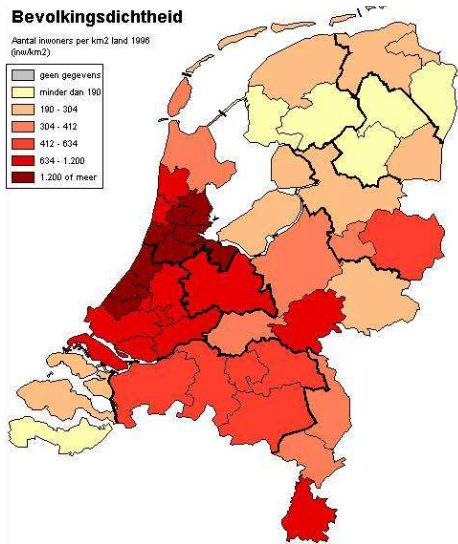 Bevolkingsdichtheid
Aantal inwoners per km2 land 1996
(inw/km2)
geen gegevens
minder dan 190
190 - 304
304 - 412
412 - 634
634 - 1.200
1.200 of meer